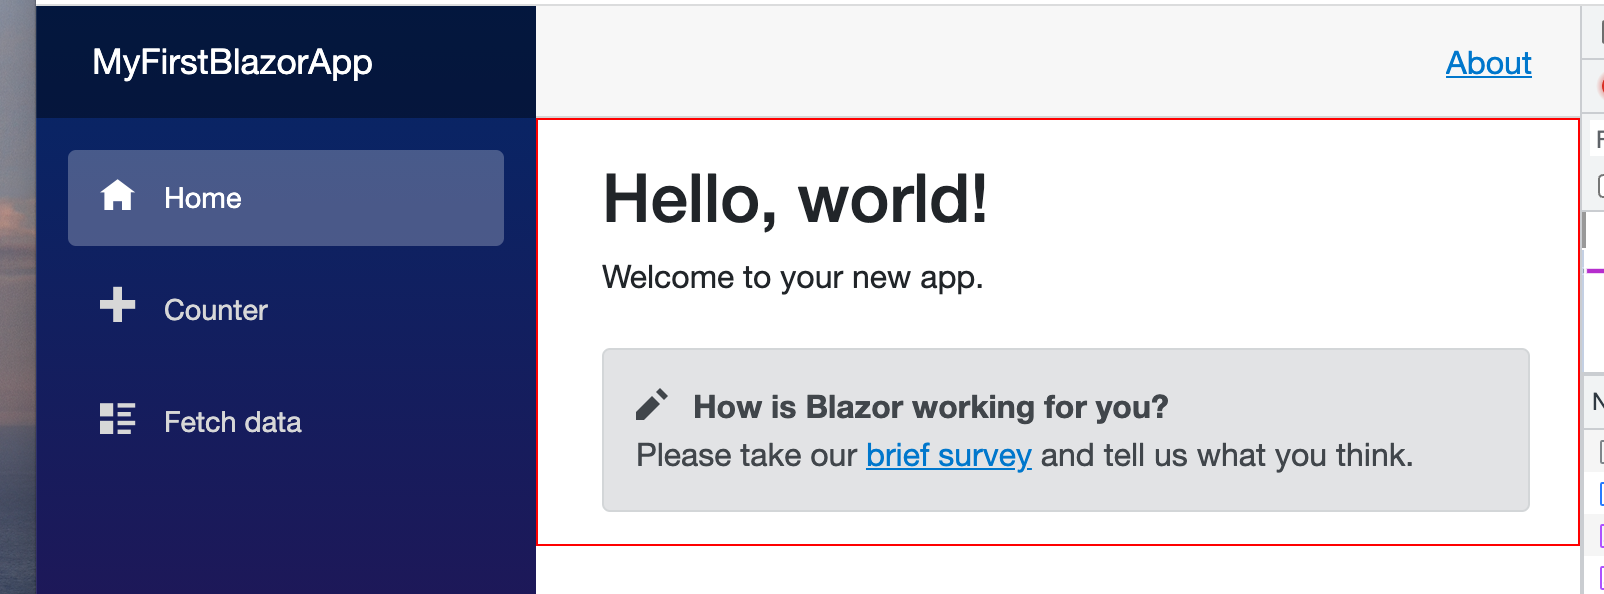 MyFirstBlazorApp
About
Home
Counter
Fetch data
Hello, world!
Welcome to your new app.
How is Blazor working for you?
Please take our brief survey and tell us what you think.